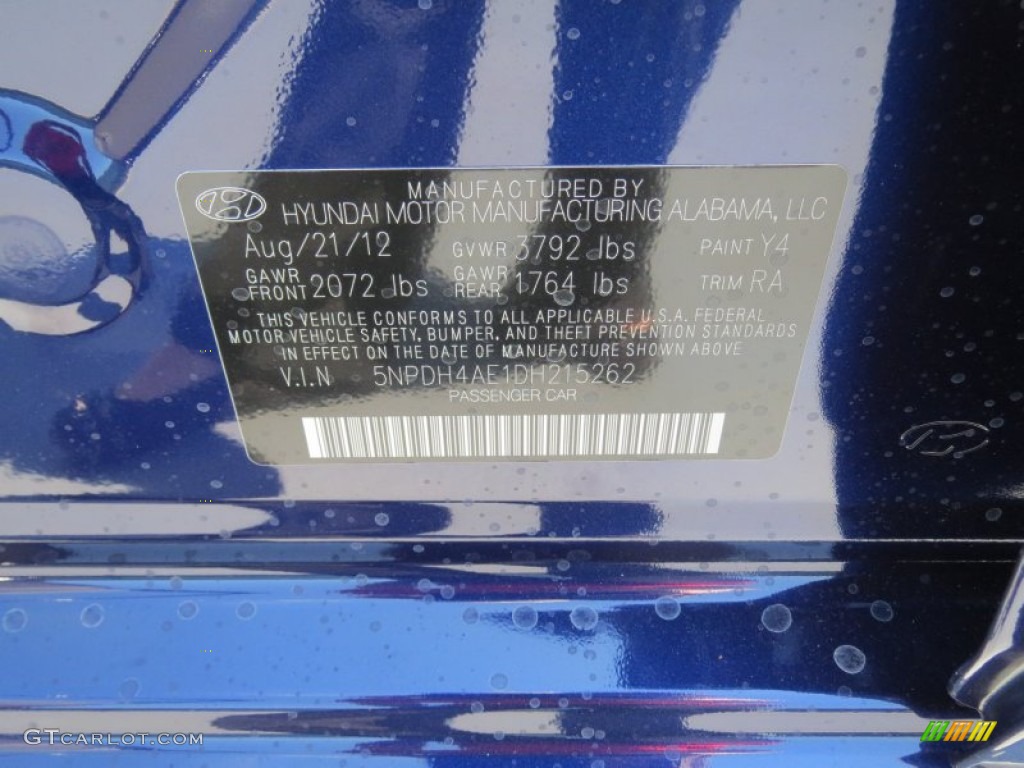 MANUFACTURED BY
HYUNDAI MOTOR MANUFACTURING ALABAMA, LLC
Aug/21/12 GVWR 3792 lbs PAINT Y4
GAWR FRONT 2072 lbs GAWR REAR 1764 lbs TRIM RA
THIS VEHICLE CONFORMS TO ALL APPLICABLE U.S.A. FEDERAL
MOTOR VEHICLE SAFETY, BUMPER, AND THEFT PREVENTION STANDARDS
IN EFFECT ON THE DATE OF MANUFACTURE SHOWN ABOVE
V.I.N 5NPDH4AE1DH215262
PASSENGER CAR
GTCARLOT.COM